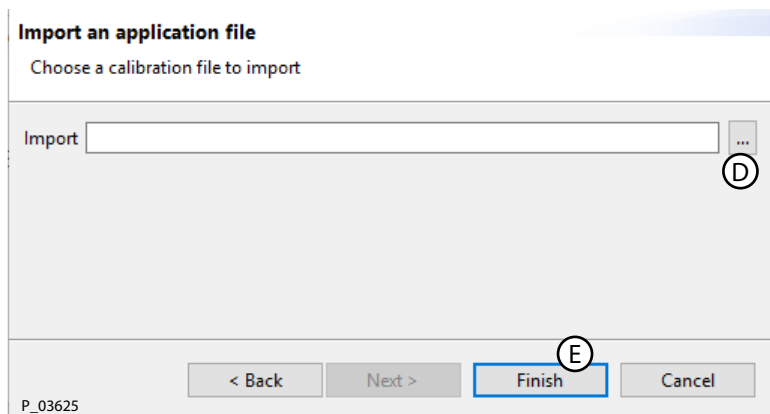 Import an application file
Choose a calibration file to import
Import
...
D
E
< Back Next > Finish Cancel
P_03625